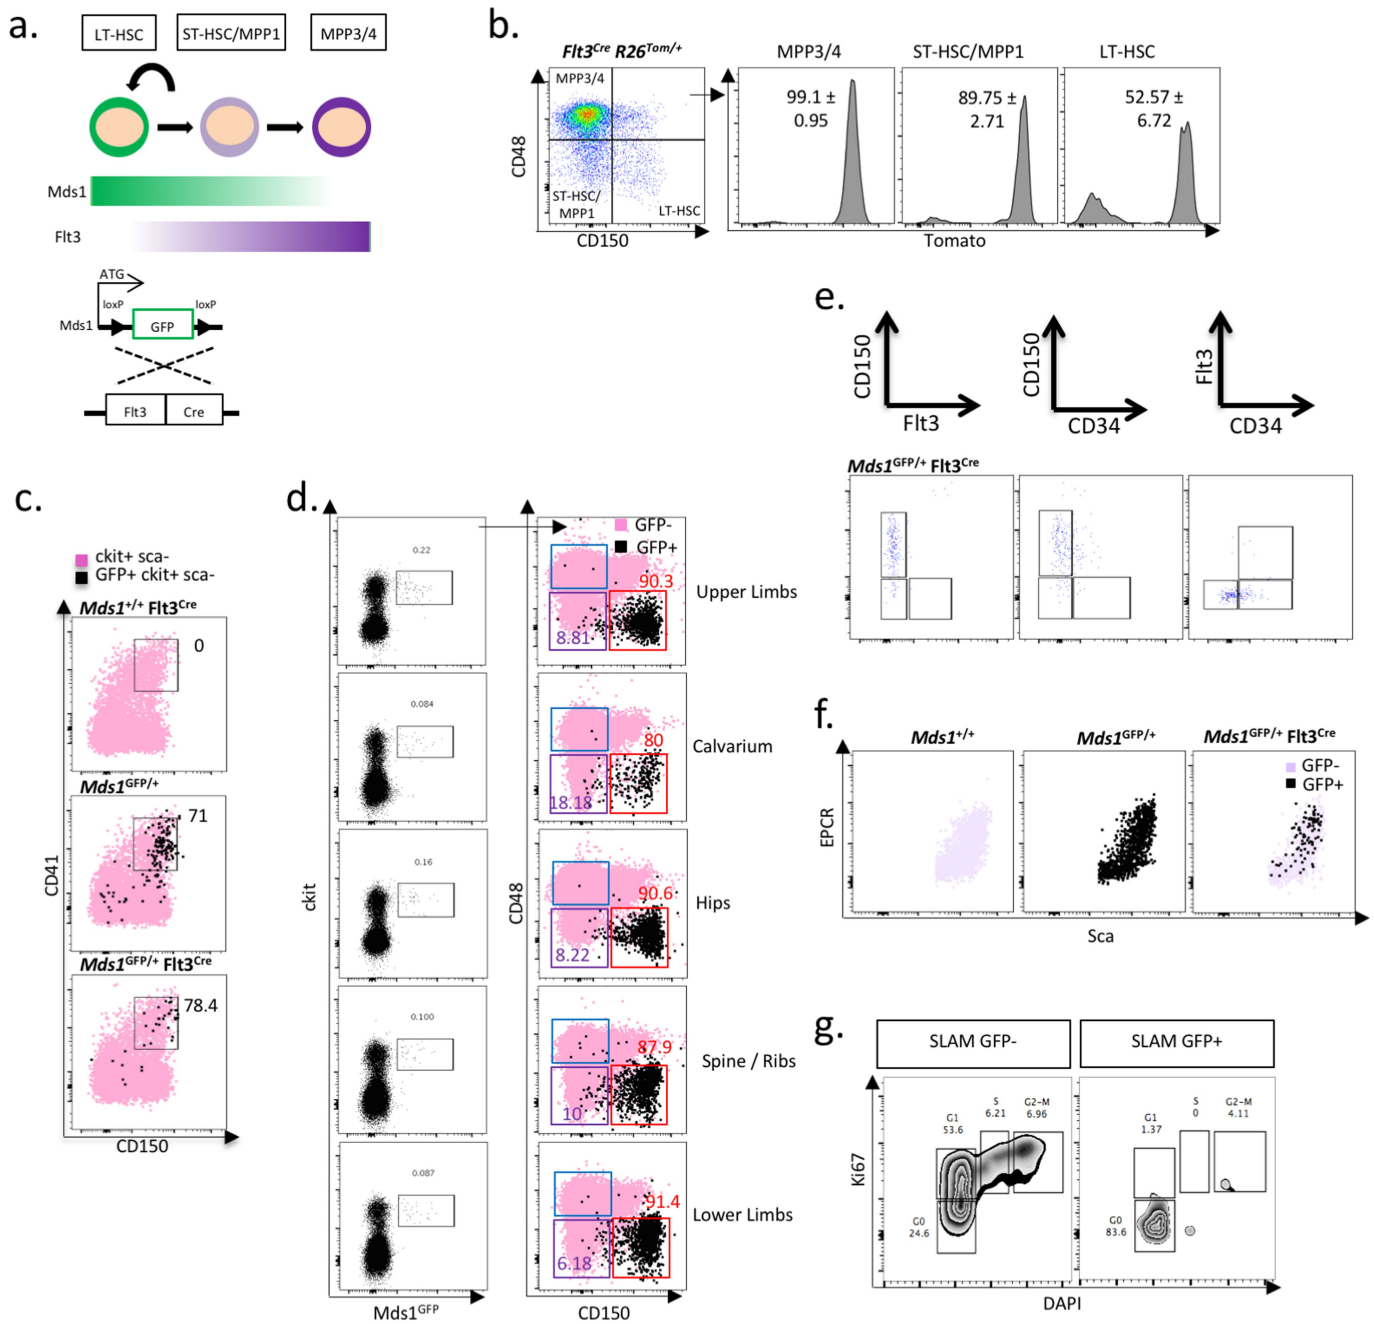 a.
LT-HSC
ST-HSC/MPP1
MPP3/4
Mds1
Flt3
ATG
loxP
loxP
Mds1
GFP
Flt3
Cre
b.
Flt3Cre R26Tom/+
MPP3/4
ST-HSC/
MPP1
LT-HSC
CD48
CD150
MPP3/4
99.1 ±
0.95
ST-HSC/MPP1
89.75 ±
2.71
LT-HSC
52.57 ±
6.72
Tomato
c.
ckit+ sca-
GFP+ ckit+ sca-
Mds1+/+ Flt3Cre
0
Mds1GFP/+
71
Mds1GFP/+ Flt3Cre
78.4
CD41
CD150
d.
GFP-
GFP+
0.22
90.3
8.81
Upper Limbs
0.084
80
18.18
Calvarium
0.16
90.6
8.22
Hips
0.100
87.9
10
Spine / Ribs
0.087
91.4
6.18
Lower Limbs
ckit
Mds1GFP
CD48
CD150
e.
CD150
Flt3
CD150
CD34
Flt3
CD34
Mds1GFP/+ Flt3Cre
f.
Mds1+/+
Mds1GFP/+
Mds1GFP/+ Flt3Cre
GFP-
GFP+
EPCR
Sca
g.
SLAM GFP-
SLAM GFP+
G1
53.6
S
6.21
G2-M
6.96
G0
24.6
G1
1.37
S
0
G2-M
4.11
G0
83.6
Ki67
DAPI